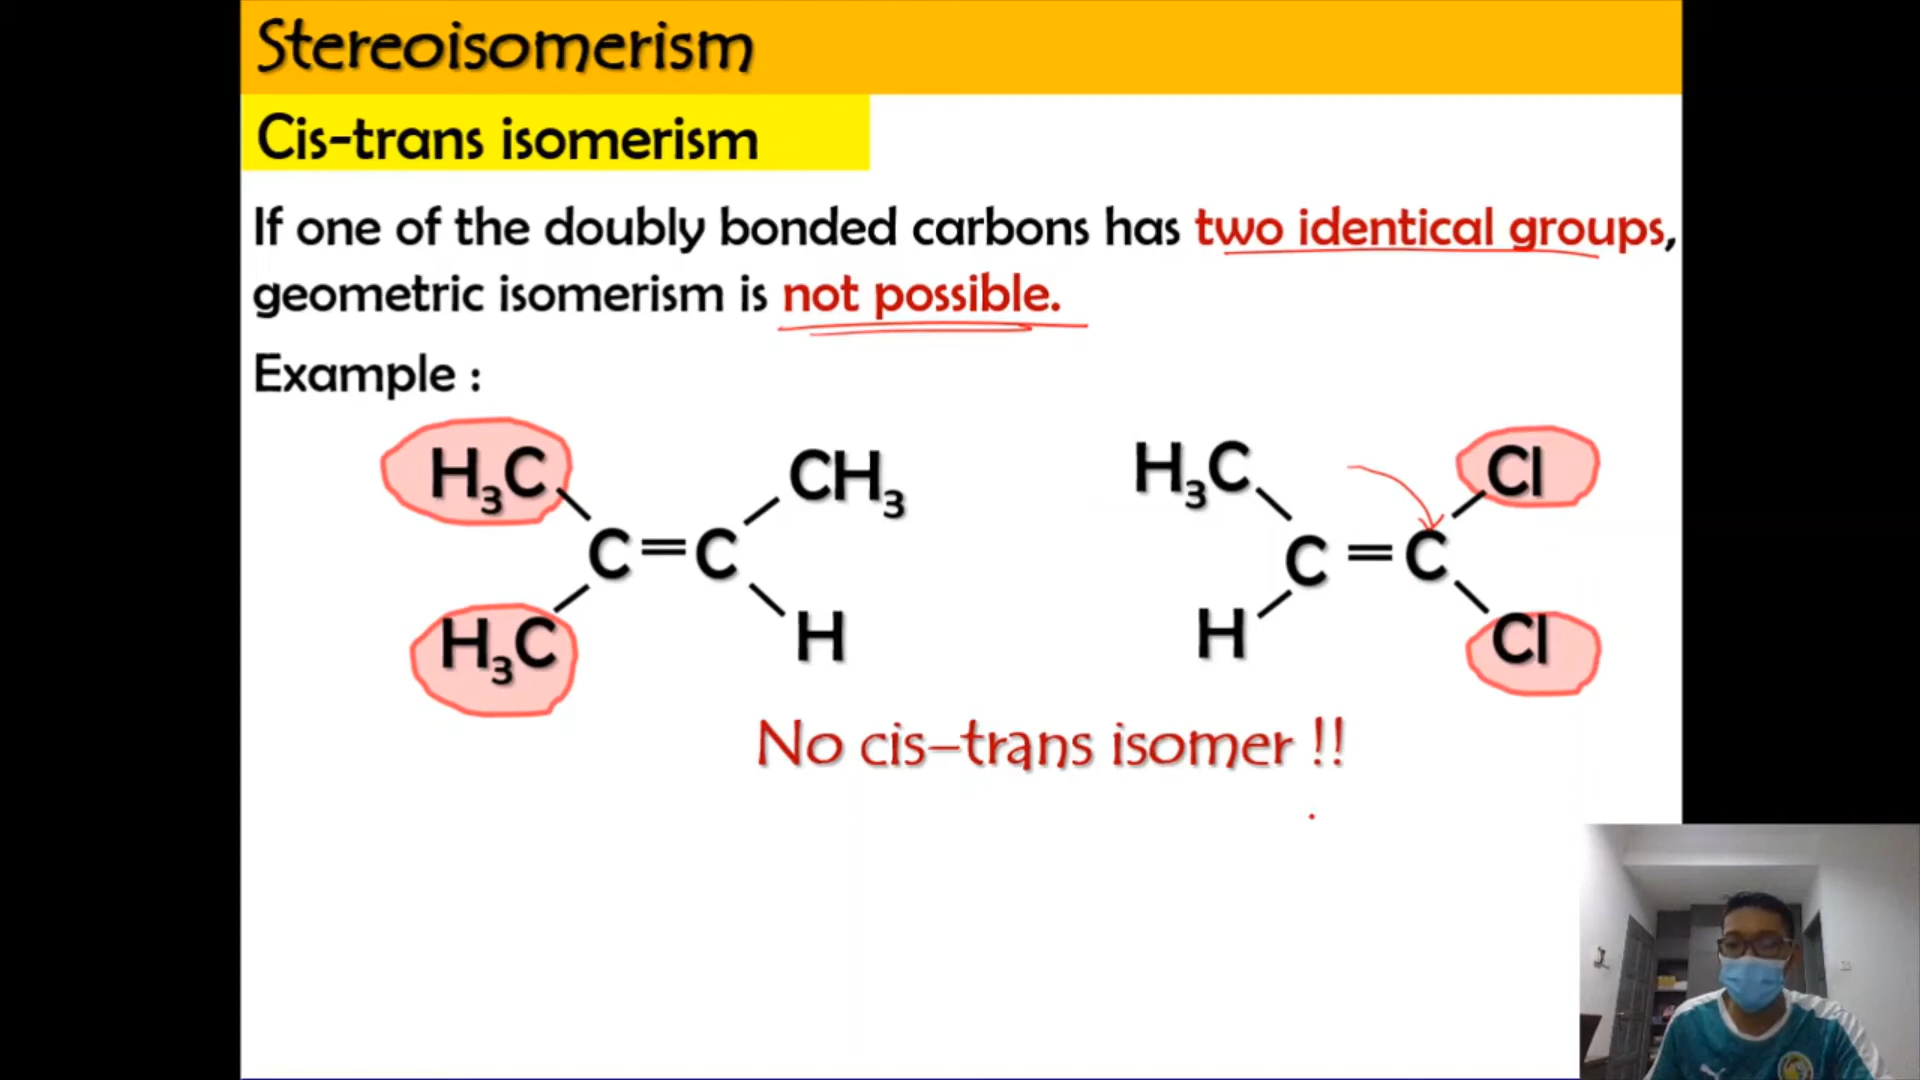 Stereoisomerism
Cis-trans isomerism
If one of the doubly bonded carbons has two identical groups,
geometric isomerism is not possible.
Example :
H₃C CH₃ H₃C Cl
C=C C=C
H₃C H H Cl
No cis–trans isomer !!